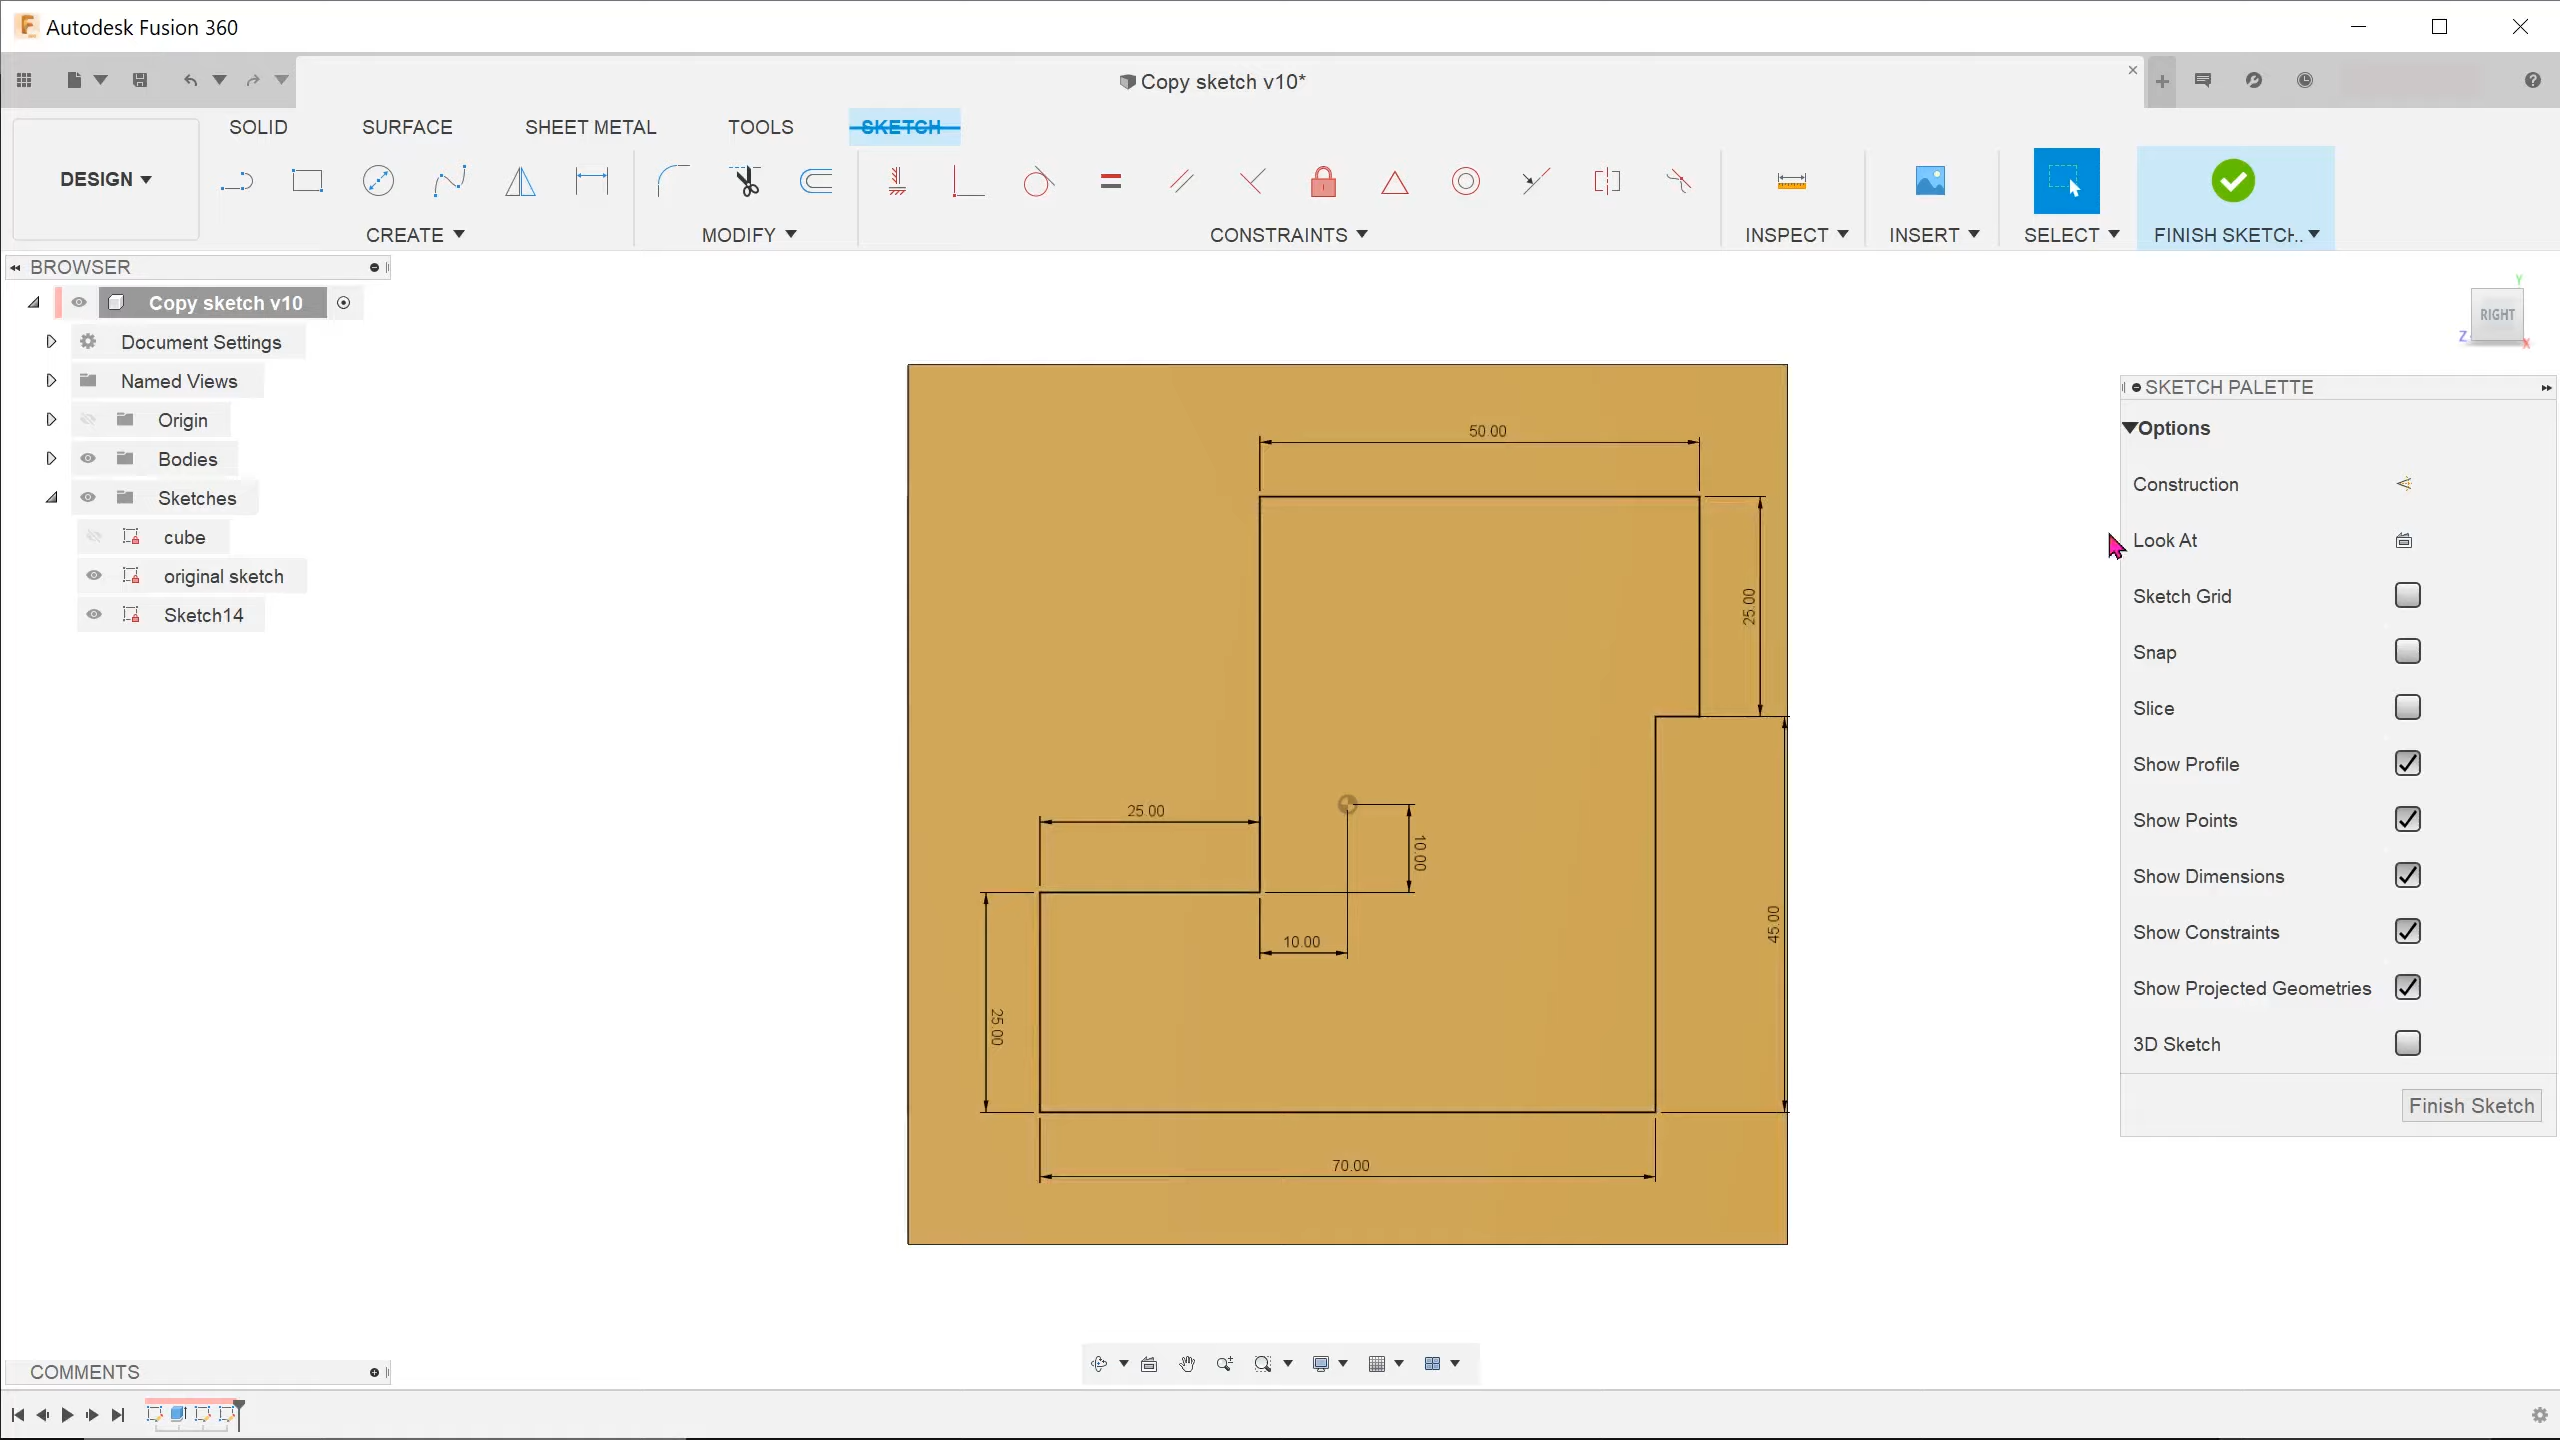 Autodesk Fusion 360
Copy sketch v10*
SOLID SURFACE SHEET METAL TOOLS SKETCH
DESIGN
CREATE MODIFY CONSTRAINTS INSPECT INSERT SELECT FINISH SKETCH..
BROWSER
Copy sketch v10
Document Settings
Named Views
Origin
Bodies
Sketches
cube
original sketch
Sketch14
Y
RIGHT
Z
X
50.00
25.00
25.00
10.00
10.00
45.00
25.00
70.00
SKETCH PALETTE
Options
Construction
Look At
Sketch Grid
Snap
Slice
Show Profile
Show Points
Show Dimensions
Show Constraints
Show Projected Geometries
3D Sketch
Finish Sketch
COMMENTS